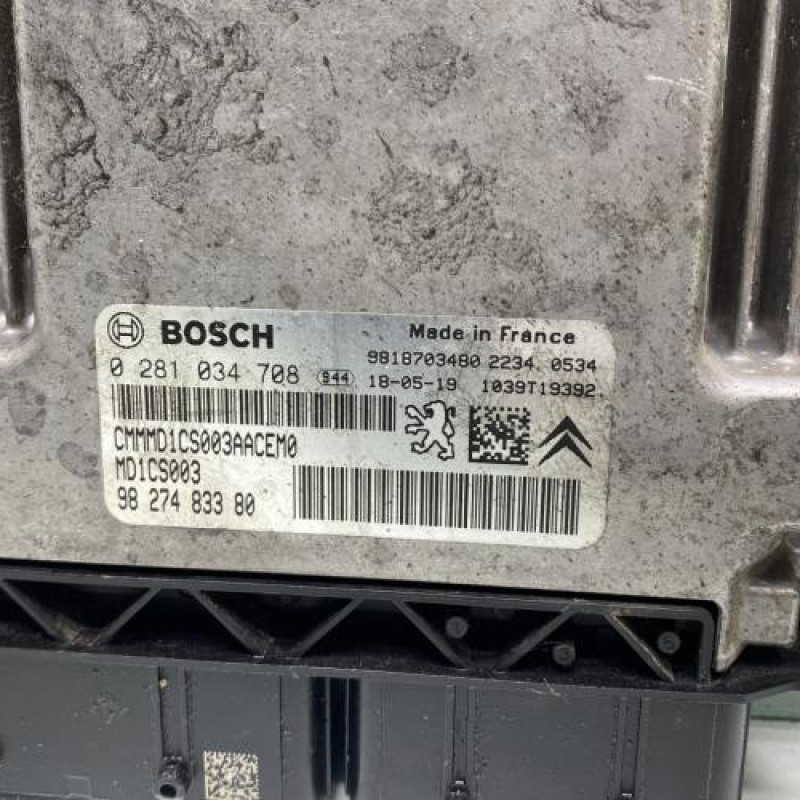 BOSCH
Made in France
9818703480 2234 0534
0 281 034 708 944 18-05-19 1039T19392
CMMMD1CS003AACEM0
MD1CS003
98 274 833 80